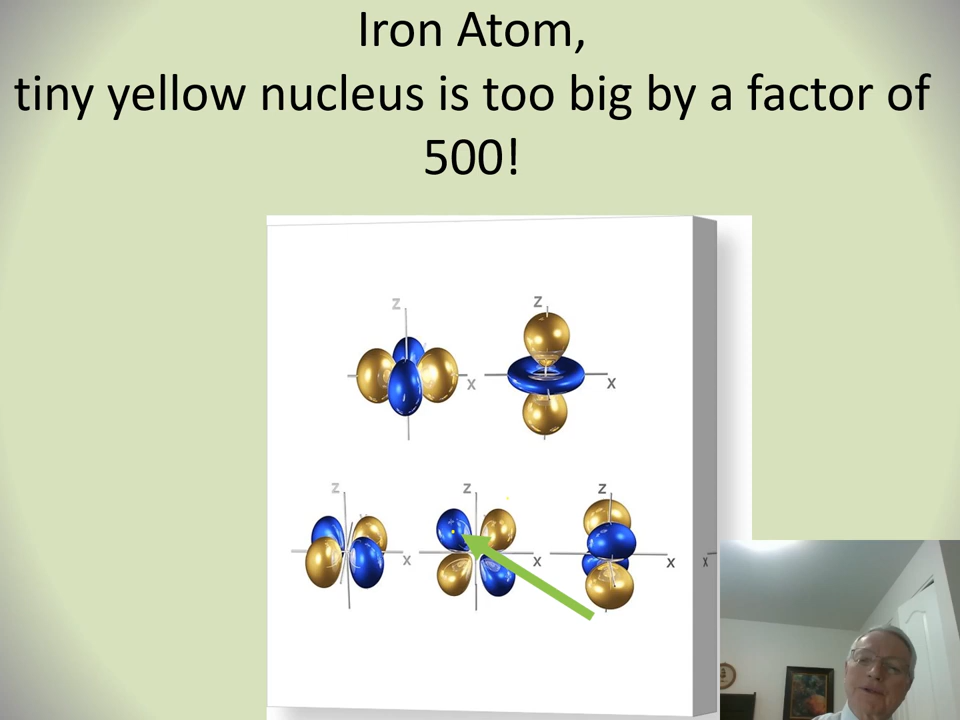 Iron Atom,
tiny yellow nucleus is too big by a factor of
500!
z
z
x
x
z
z
z
x
x
x
x